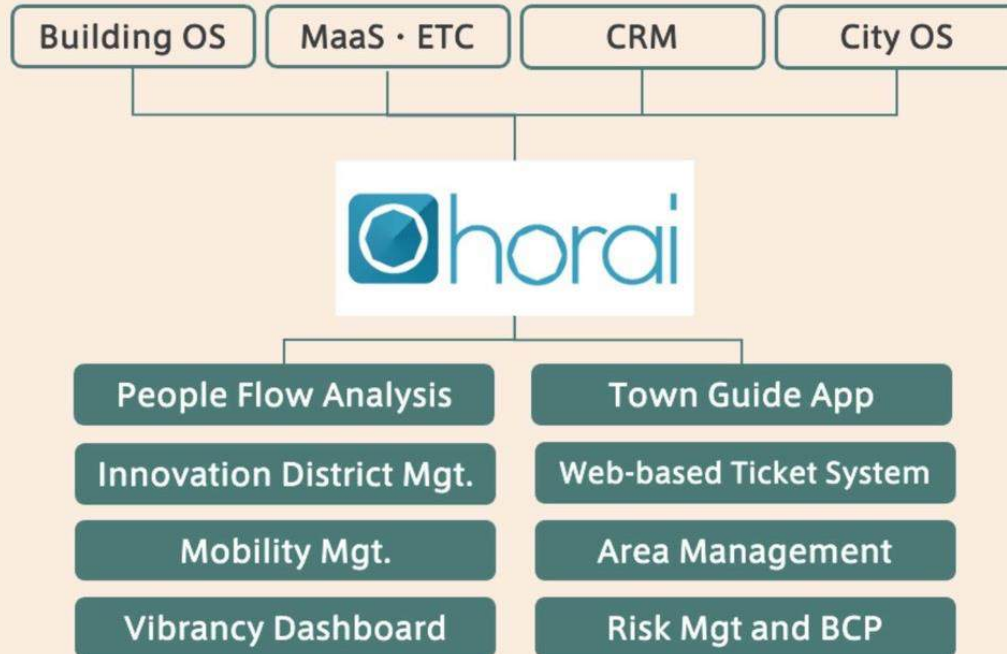 Building OS
MaaS・ETC
CRM
City OS
horai
People Flow Analysis
Town Guide App
Innovation District Mgt.
Web-based Ticket System
Mobility Mgt.
Area Management
Vibrancy Dashboard
Risk Mgt and BCP